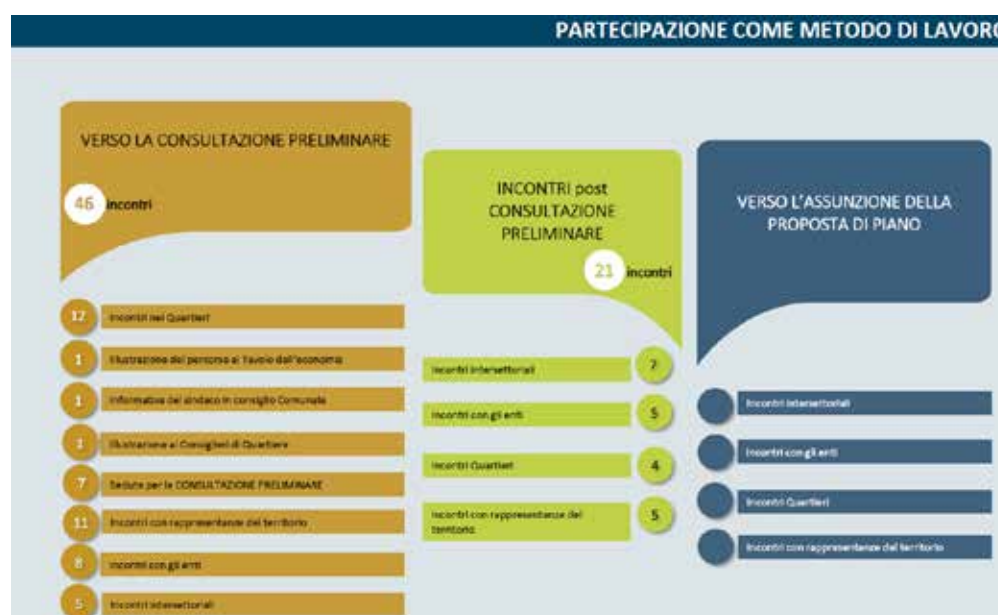 PARTECIPAZIONE COME METODO DI LAVORO
VERSO LA CONSULTAZIONE PRELIMINARE
46 incontri
12 Incontri nei Quartieri
1 Illustrazione del percorso al Tavolo dell'economia
1 Informativa del sindaco in consiglio Comunale
1 Illustrazione ai Consiglieri di Quartiere
7 Sedute per la CONSULTAZIONE PRELIMINARE
11 Incontri con rappresentanze del territorio
8 Incontri con gli enti
5 Incontri intersettoriali
INCONTRI post
CONSULTAZIONE
PRELIMINARE
21 incontri
Incontri intersettoriali 7
Incontri con gli enti 5
Incontri Quartieri 4
Incontri con rappresentanze del
territorio 5
VERSO L'ASSUNZIONE DELLA
PROPOSTA DI PIANO
Incontri intersettoriali
Incontri con gli enti
Incontri Quartieri
Incontri con rappresentanze del territorio